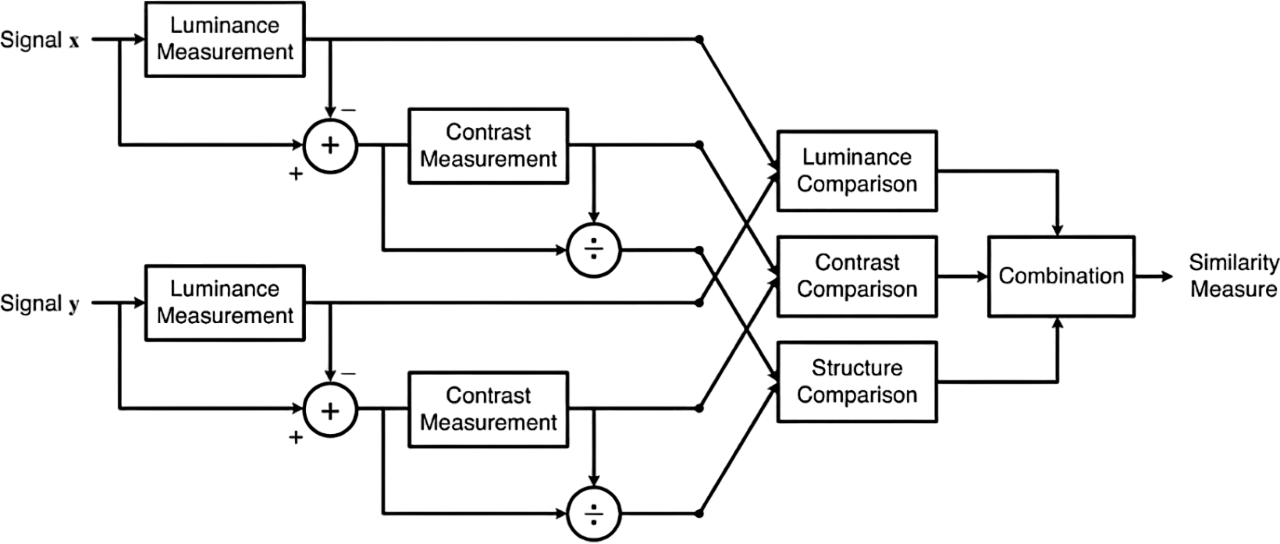 Signal x
Luminance
Measurement
−
+
+
Contrast
Measurement
÷
Signal y
Luminance
Measurement
−
+
+
Contrast
Measurement
÷
Luminance
Comparison
Contrast
Comparison
Structure
Comparison
Combination
Similarity
Measure